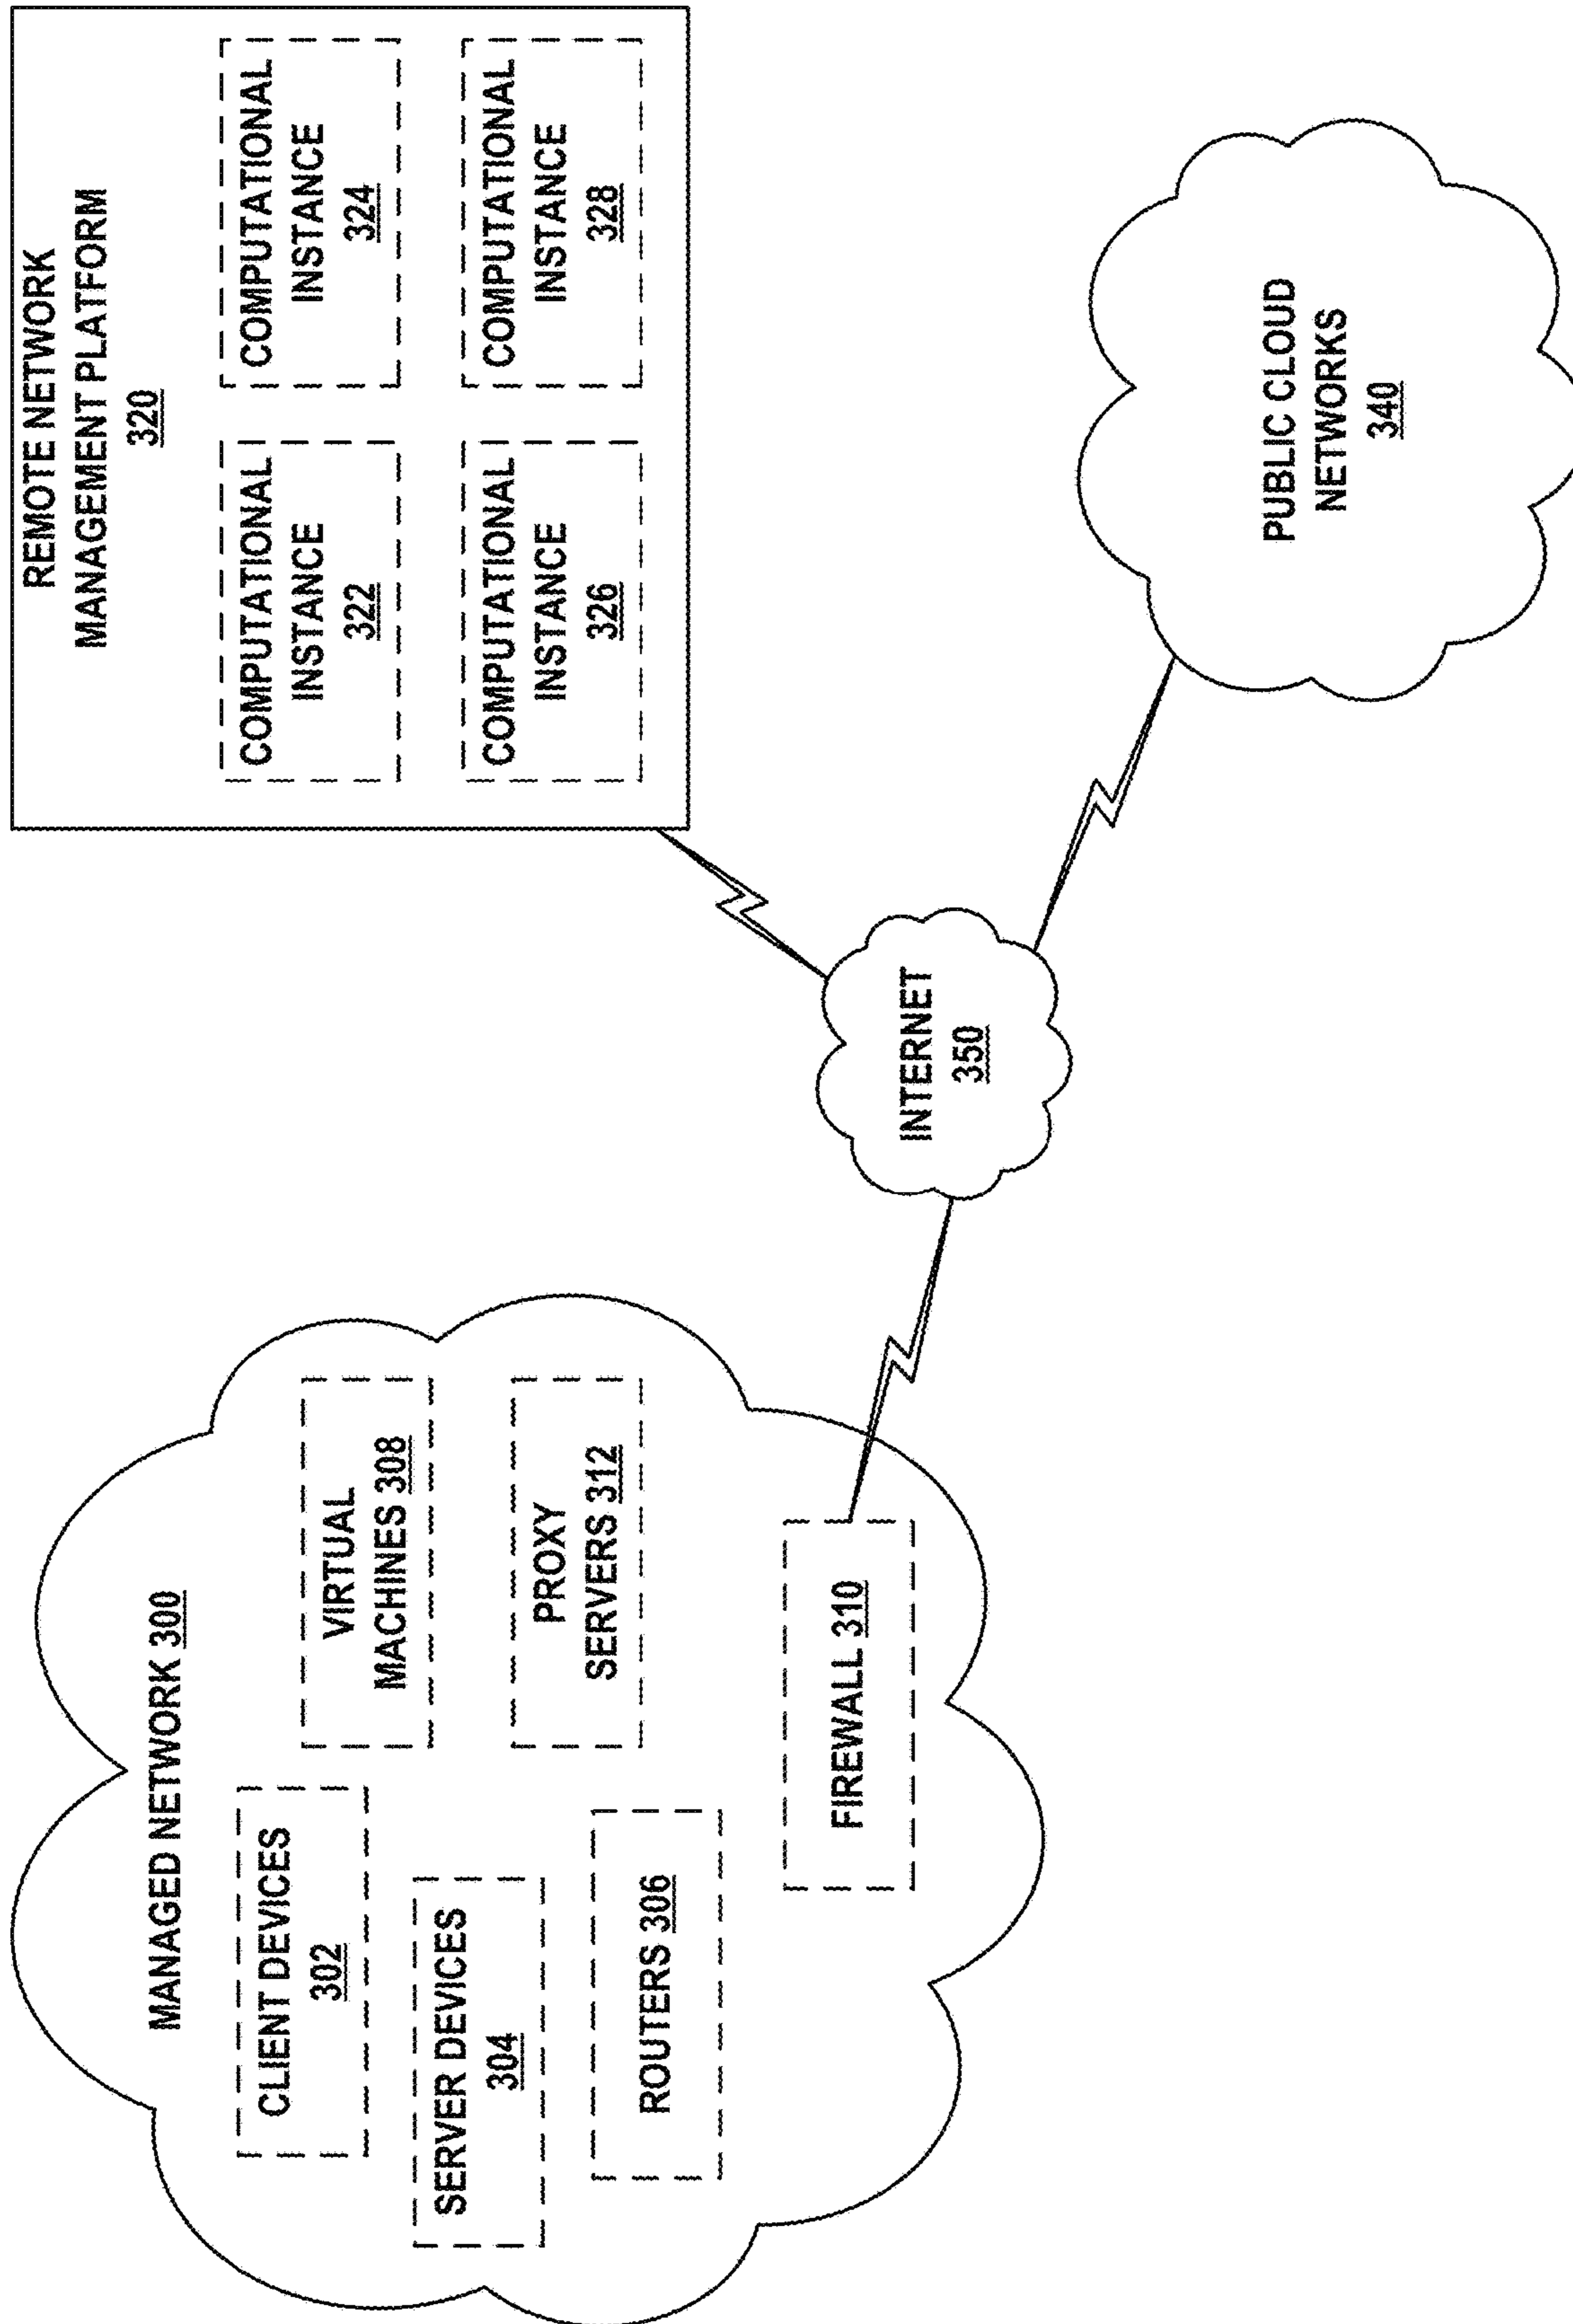 MANAGED NETWORK 300
CLIENT DEVICES
302
VIRTUAL
MACHINES 308
SERVER DEVICES
304
PROXY
SERVERS 312
ROUTERS 306
FIREWALL 310
INTERNET
350
REMOTE NETWORK
MANAGEMENT PLATFORM
320
COMPUTATIONAL
INSTANCE
322
COMPUTATIONAL
INSTANCE
324
COMPUTATIONAL
INSTANCE
326
COMPUTATIONAL
INSTANCE
328
PUBLIC CLOUD
NETWORKS
340